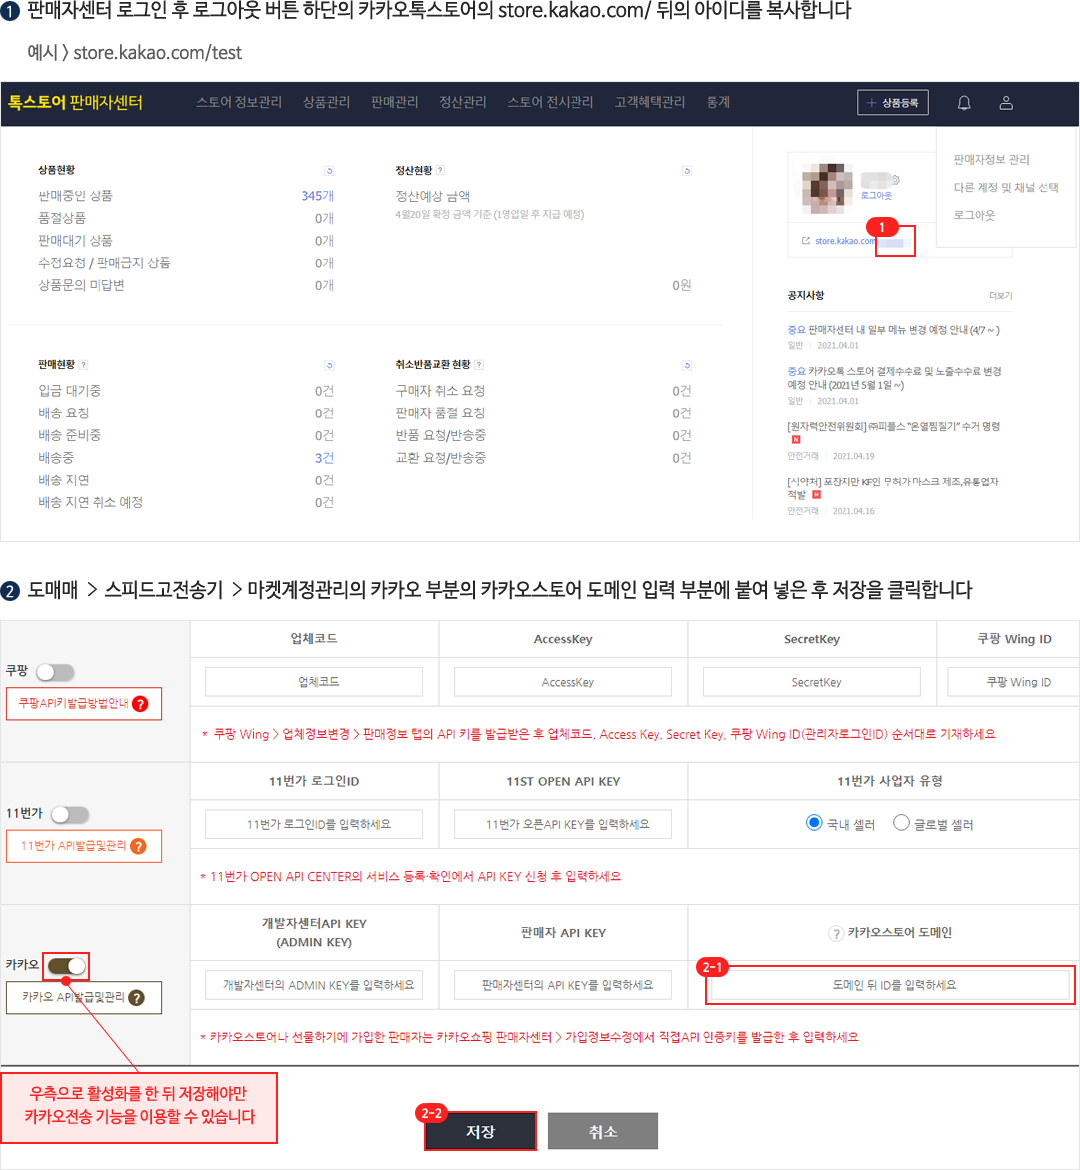 1 판매자센터 로그인 후 로그아웃 버튼 하단의 카카오톡스토어의 store.kakao.com/ 뒤의 아이디를 복사합니다
예시 > store.kakao.com/test
톡스토어 판매자센터 스토어 정보관리 상품관리 판매관리 정산관리 스토어 전시관리 고객혜택관리 통계 + 상품등록
상품현황
판매중인 상품 345개
품절상품 0개
판매대기 상품 0개
수정요청 / 판매금지 상품 0개
상품문의 미답변 0개
정산현황 ?
정산예상 금액
4월20일 확정 금액 기준 (1영업일 후 지급 예정)
0원
로그아웃
1
store.kakao.com
판매자정보 관리
다른 계정 및 채널 선택
로그아웃
판매현황 ?
입금 대기중 0건
배송 요청 0건
배송 준비중 0건
배송중 3건
배송 지연 0건
배송 지연 취소 예정 0건
취소반품교환 현황 ?
구매자 취소 요청 0건
판매자 품절 요청 0건
반품 요청/반송중 0건
교환 요청/반송중 0건
공지사항 더보기
중요 판매자센터 내 일부 메뉴 변경 예정 안내 (4/7 ~ )
일반 | 2021.04.01
중요 카카오톡 스토어 결제수수료 및 노출수수료 변경
예정 안내 (2021년 5월 1일 ~)
일반 | 2021.04.01
[원자력안전위원회] ㈜피플스 "온열찜질기" 수거 명령
N
안전거래 | 2021.04.19
[식약처] 포장지만 KF인 무허가 마스크 제조,유통업자
적발 N
안전거래 | 2021.04.16
2 도매매 > 스피드고전송기 > 마켓계정관리의 카카오 부분의 카카오스토어 도메인 입력 부분에 붙여 넣은 후 저장을 클릭합니다
쿠팡
쿠팡API키발급방법안내 ?
업체코드 AccessKey SecretKey 쿠팡 Wing ID
업체코드 AccessKey SecretKey 쿠팡 Wing ID
* 쿠팡 Wing > 업체정보변경 > 판매정보 탭의 API 키를 발급받은 후 업체코드, Access Key, Secret Key, 쿠팡 Wing ID(관리자로그인ID) 순서대로 기재하세요
11번가
11번가 API발급및관리 ?
11번가 로그인ID 11ST OPEN API KEY 11번가 사업자 유형
11번가 로그인ID를 입력하세요 11번가 오픈API KEY를 입력하세요 국내 셀러 글로벌 셀러
* 11번가 OPEN API CENTER의 서비스 등록·확인에서 API KEY 신청 후 입력하세요
카카오
카카오 API발급및관리 ?
개발자센터API KEY
(ADMIN KEY)
판매자 API KEY
? 카카오스토어 도메인
2-1
개발자센터의 ADMIN KEY를 입력하세요 판매자센터의 API KEY를 입력하세요 도메인 뒤 ID를 입력하세요
* 카카오스토어나 선물하기에 가입한 판매자는 카카오쇼핑 판매자센터 > 가입정보수정에서 직접API 인증키를 발급한 후 입력하세요
우측으로 활성화를 한 뒤 저장해야만
카카오전송 기능을 이용할 수 있습니다
2-2
저장 취소